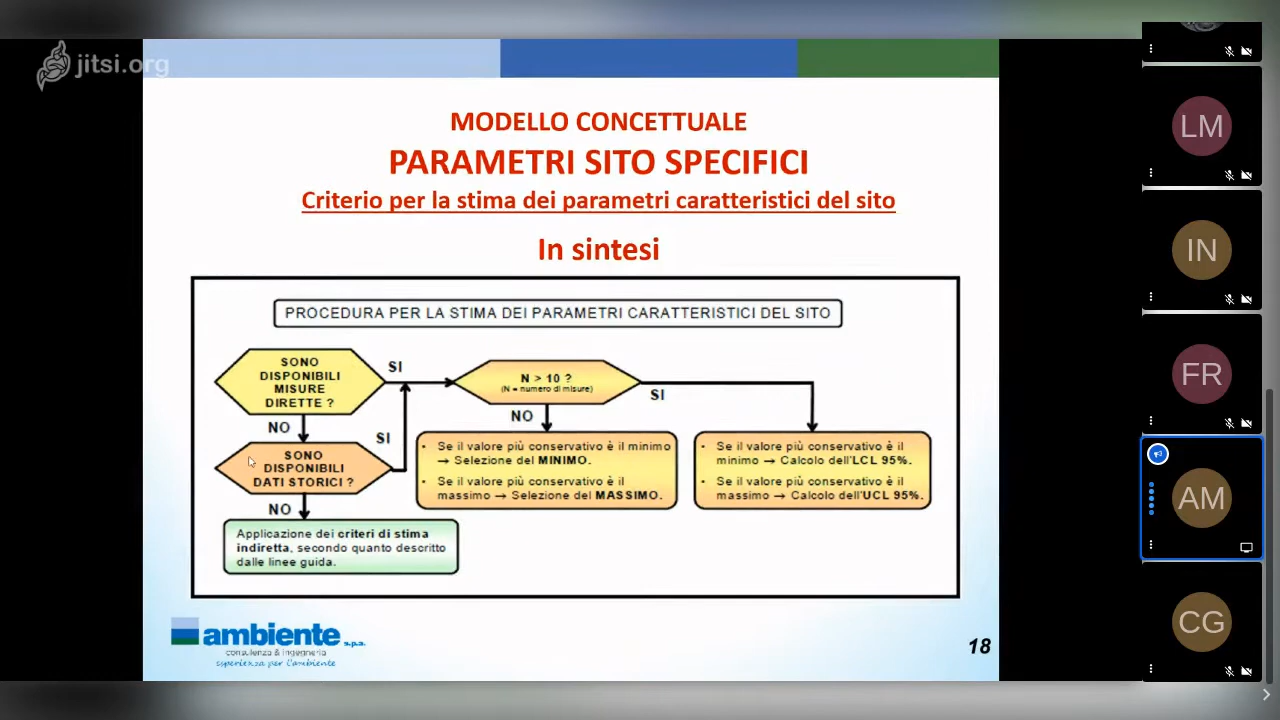 jitsi.org
MODELLO CONCETTUALE
PARAMETRI SITO SPECIFICI
Criterio per la stima dei parametri caratteristici del sito
In sintesi
PROCEDURA PER LA STIMA DEI PARAMETRI CARATTERISTICI DEL SITO
SONO
DISPONIBILI
MISURE
DIRETTE ?
SI
N > 10 ?
(N = numero di misure)
SI
NO
NO
SI
SONO
DISPONIBILI
DATI STORICI ?
• Se il valore più conservativo è il minimo
→ Selezione del MINIMO.
• Se il valore più conservativo è il
massimo → Selezione del MASSIMO.
• Se il valore più conservativo è il
minimo → Calcolo dell'LCL 95%.
• Se il valore più conservativo è il
massimo → Calcolo dell'UCL 95%.
NO
Applicazione dei criteri di stima
indiretta, secondo quanto descritto
dalle linee guida.
ambiente s.p.a.
consulenza & ingegneria
esperienza per l'ambiente
18
LM
IN
FR
AM
CG